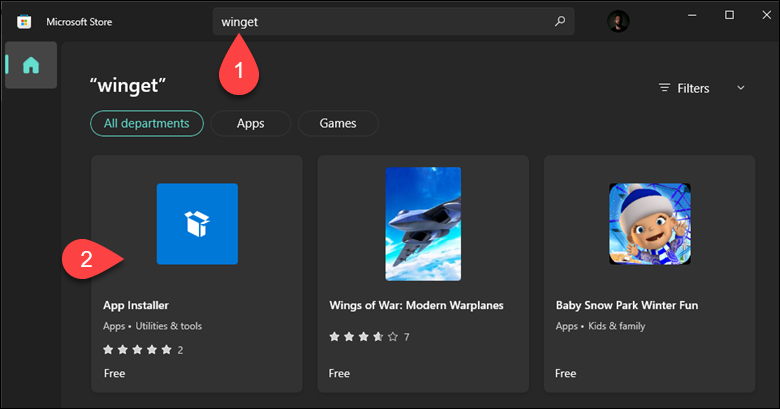 Microsoft Store
winget
1
“winget”
Filters
All departments
Apps
Games
2
App Installer
Apps • Utilities & tools
2
Free
Wings of War: Modern Warplanes
7
Free
Baby Snow Park Winter Fun
Apps • Kids & family
Free